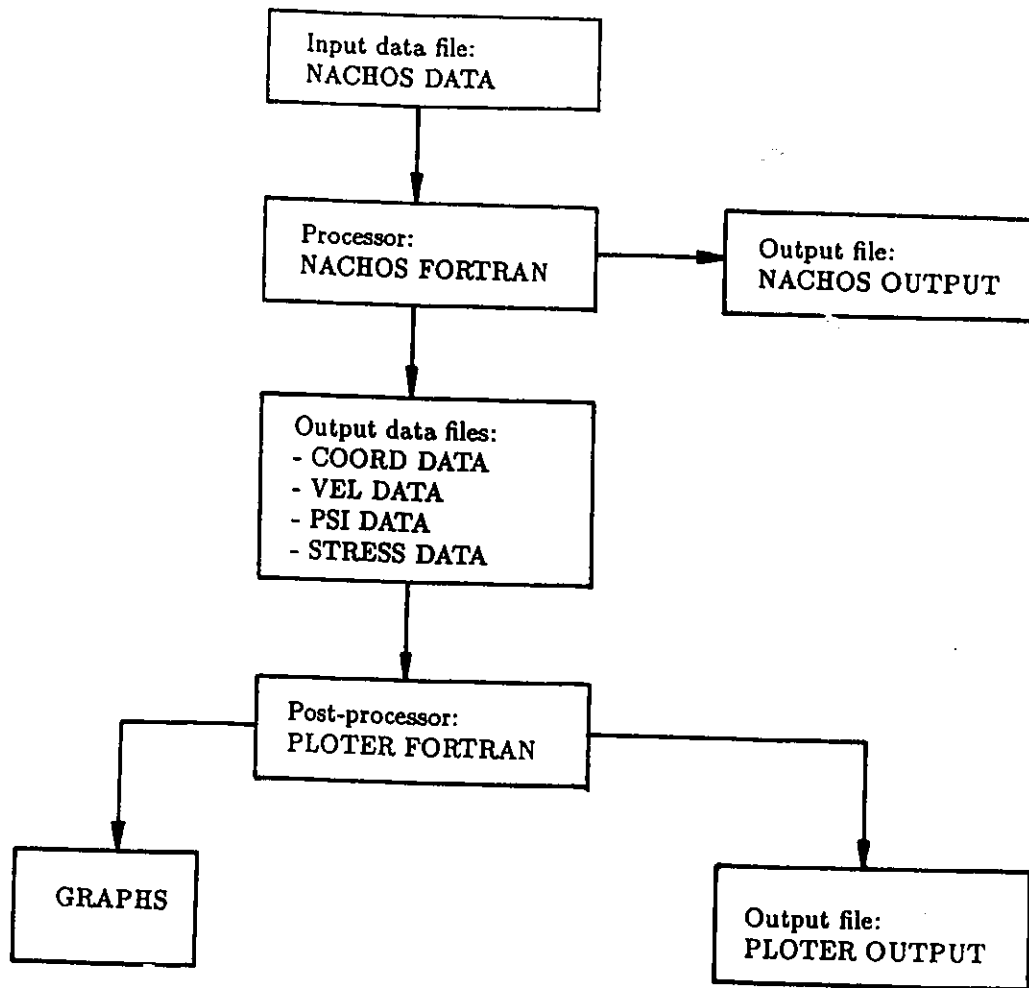 Input data file:
NACHOS DATA
Processor:
NACHOS FORTRAN
Output file:
NACHOS OUTPUT
Output data files:
- COORD DATA
- VEL DATA
- PSI DATA
- STRESS DATA
Post-processor:
PLOTER FORTRAN
GRAPHS
Output file:
PLOTER OUTPUT